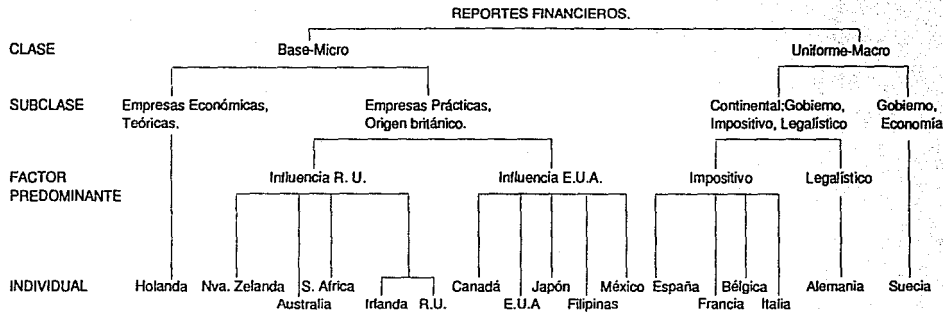 REPORTES FINANCIEROS.
CLASE Base-Micro Uniforme-Macro
SUBCLASE Empresas Económicas, Empresas Prácticas, Continental:Gobierno, Gobierno,
Teóricas. Origen británico. Impositivo, Legalístico Economía
FACTOR Influencia R. U. Influencia E.U.A. Impositivo Legalístico
PREDOMINANTE
INDIVIDUAL Holanda Nva. Zelanda S. Africa Canadá Japón México España Bélgica Alemania Suecia
Australia Irlanda R.U. E.U.A Filipinas Francia Italia